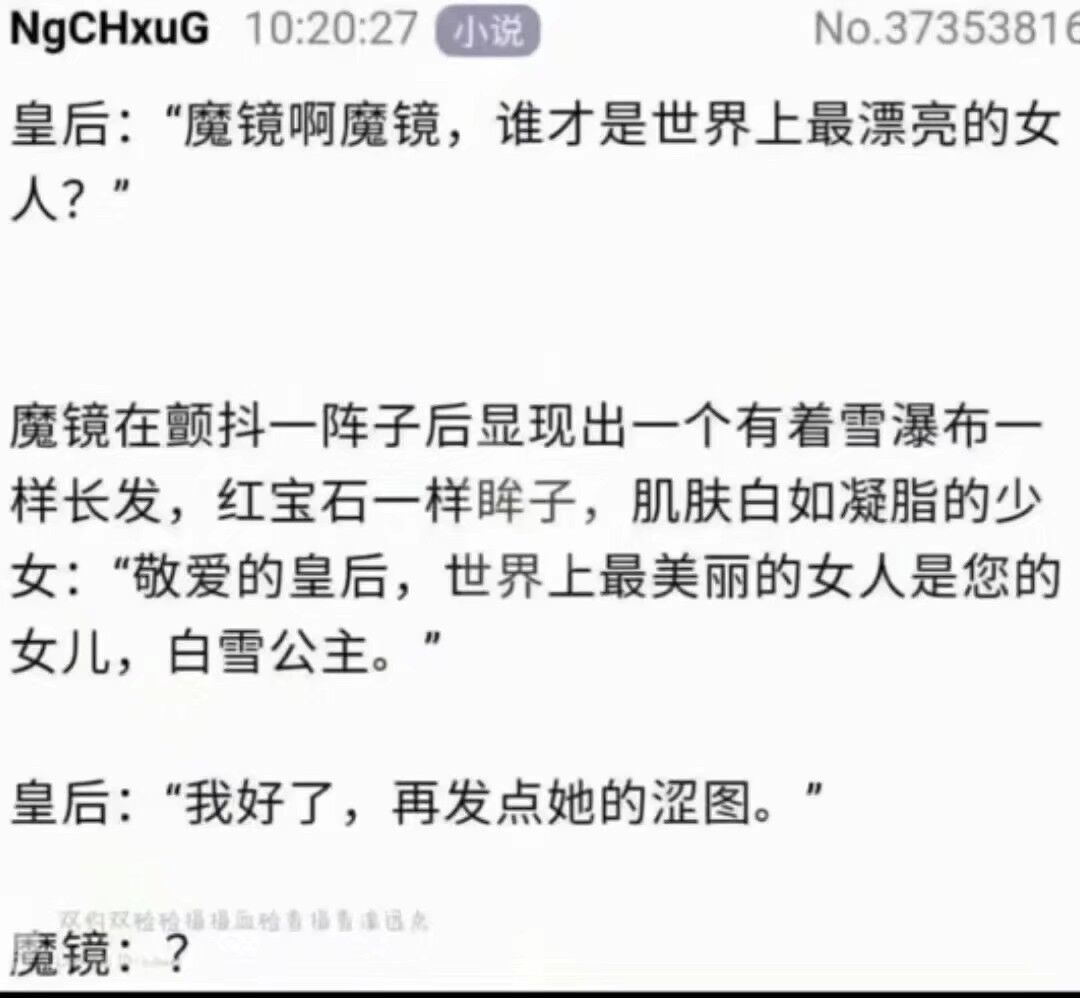 NgCHxuG 10:20:27 小说 No.37353816
皇后：“魔镜啊魔镜，谁才是世界上最漂亮的女
人？”
魔镜在颤抖一阵子后显现出一个有着雪瀑布一
样长发，红宝石一样眸子，肌肤白如凝脂的少
女：“敬爱的皇后，世界上最美丽的女人是您的
女儿，白雪公主。”
皇后：“我好了，再发点她的涩图。”
魔镜：？